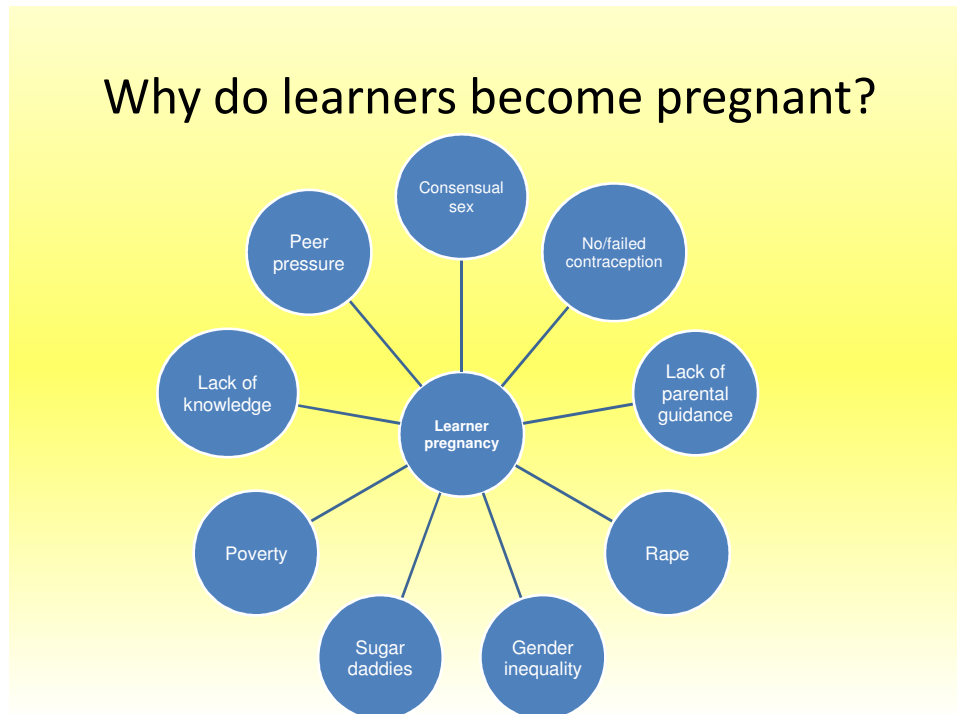 Why do learners become pregnant?
Consensual
sex
No/failed
contraception
Lack of
parental
guidance
Rape
Gender
inequality
Sugar
daddies
Poverty
Lack of
knowledge
Peer
pressure
Learner
pregnancy